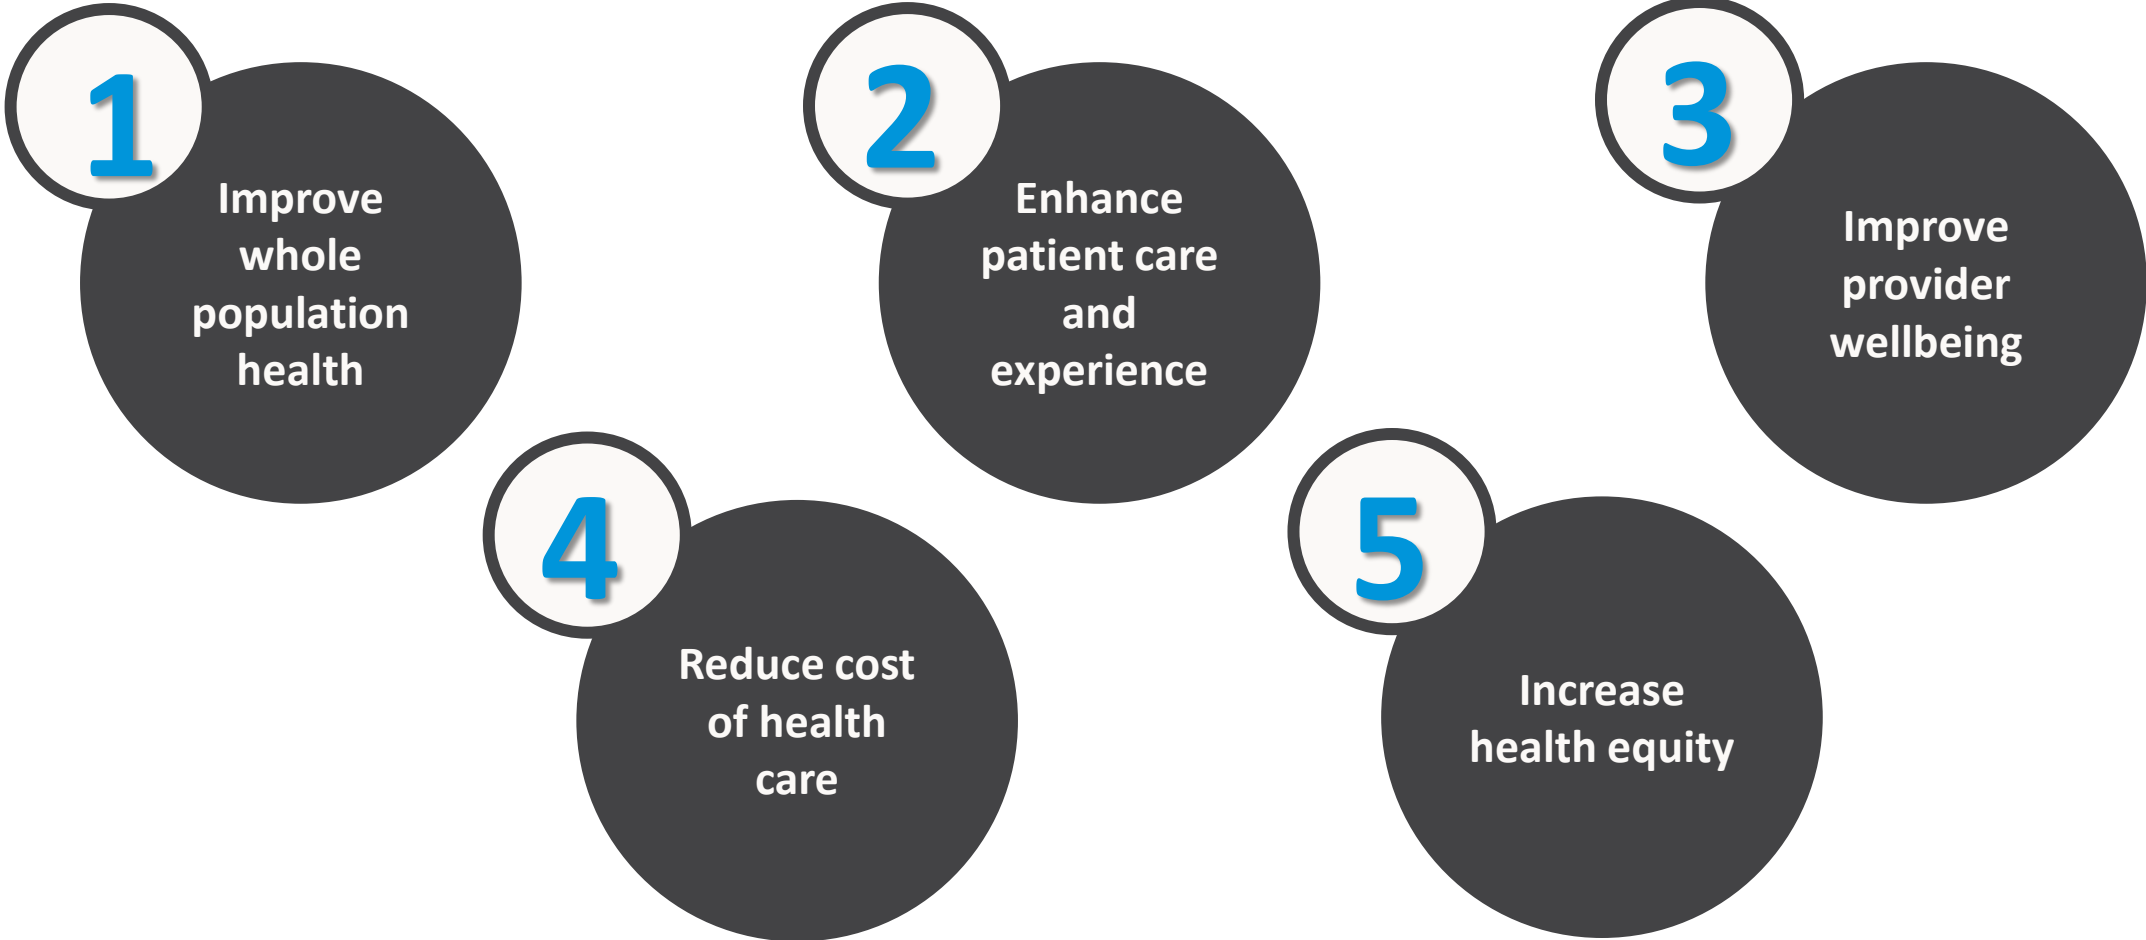 1
Improve
whole
population
health
2
Enhance
patient care
and
experience
3
Improve
provider
wellbeing
4
Reduce cost
of health
care
5
Increase
health equity